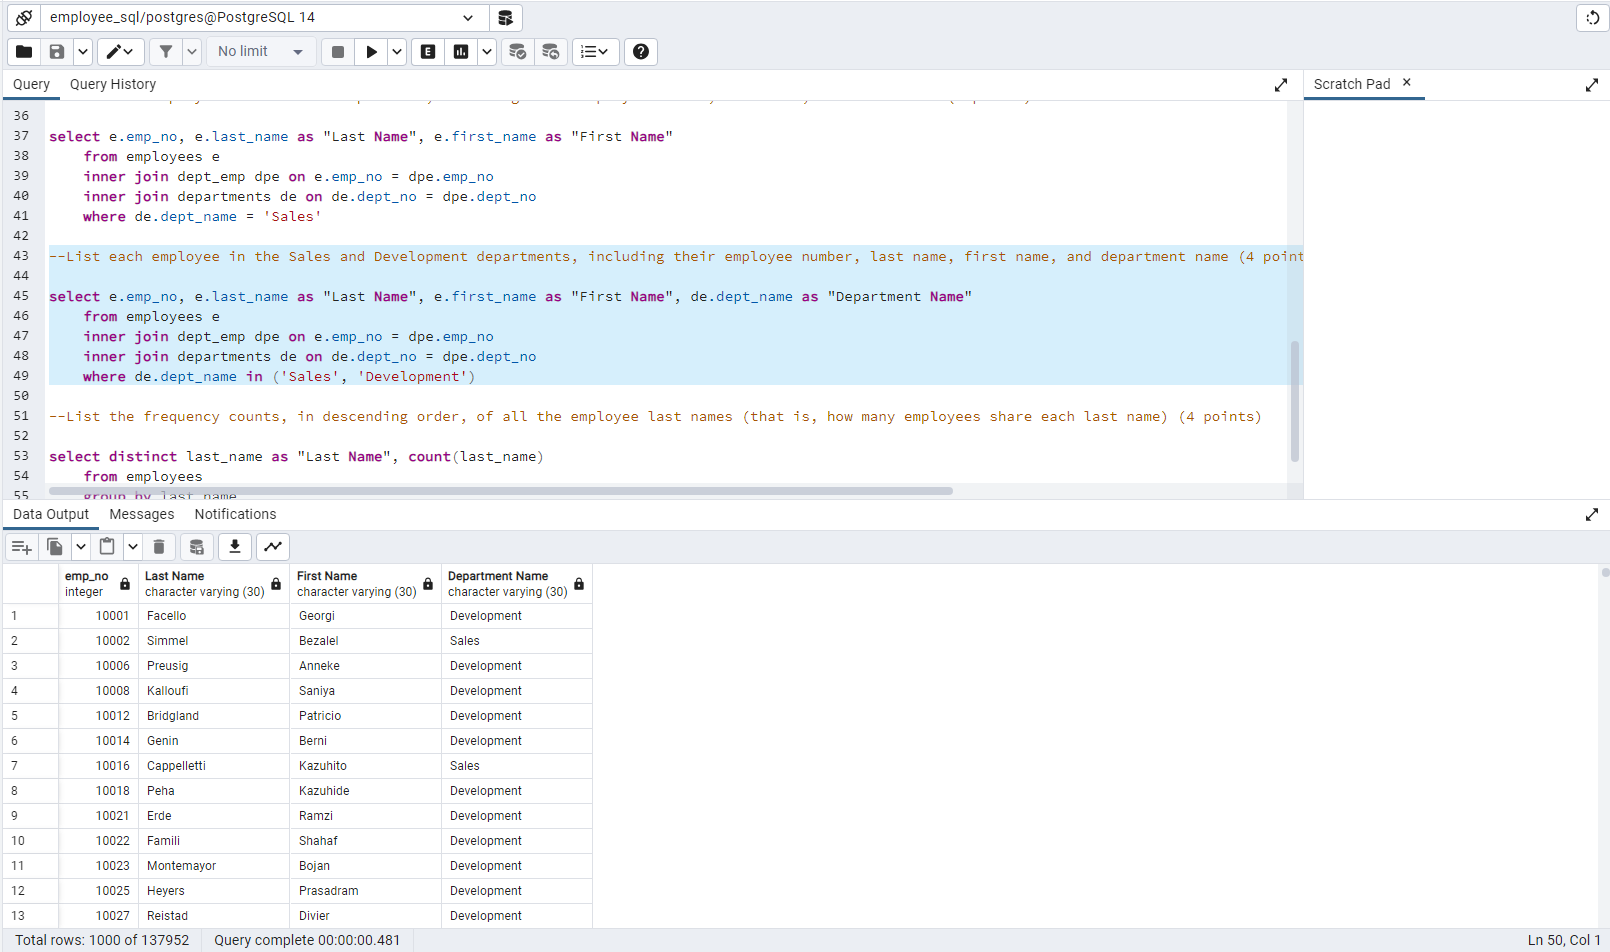 employee_sql/postgres@PostgreSQL 14
No limit
E
Query Query History
Scratch Pad ×
36
37 select e.emp_no, e.last_name as "Last Name", e.first_name as "First Name"
38 from employees e
39 inner join dept_emp dpe on e.emp_no = dpe.emp_no
40 inner join departments de on de.dept_no = dpe.dept_no
41 where de.dept_name = 'Sales'
42
43 --List each employee in the Sales and Development departments, including their employee number, last name, first name, and department name (4 point
44
45 select e.emp_no, e.last_name as "Last Name", e.first_name as "First Name", de.dept_name as "Department Name"
46 from employees e
47 inner join dept_emp dpe on e.emp_no = dpe.emp_no
48 inner join departments de on de.dept_no = dpe.dept_no
49 where de.dept_name in ('Sales', 'Development')
50
51 --List the frequency counts, in descending order, of all the employee last names (that is, how many employees share each last name) (4 points)
52
53 select distinct last_name as "Last Name", count(last_name)
54 from employees
55 group by last_name
Data Output Messages Notifications
emp_no Last Name First Name Department Name
integer character varying (30) character varying (30) character varying (30)
1 10001 Facello Georgi Development
2 10002 Simmel Bezalel Sales
3 10006 Preusig Anneke Development
4 10008 Kalloufi Saniya Development
5 10012 Bridgland Patricio Development
6 10014 Genin Berni Development
7 10016 Cappelletti Kazuhito Sales
8 10018 Peha Kazuhide Development
9 10021 Erde Ramzi Development
10 10022 Famili Shahaf Development
11 10023 Montemayor Bojan Development
12 10025 Heyers Prasadram Development
13 10027 Reistad Divier Development
Total rows: 1000 of 137952 Query complete 00:00:00.481 Ln 50, Col 1